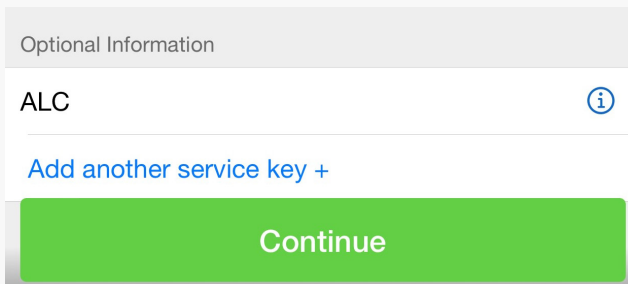 Optional Information
ALC
Add another service key +
Continue